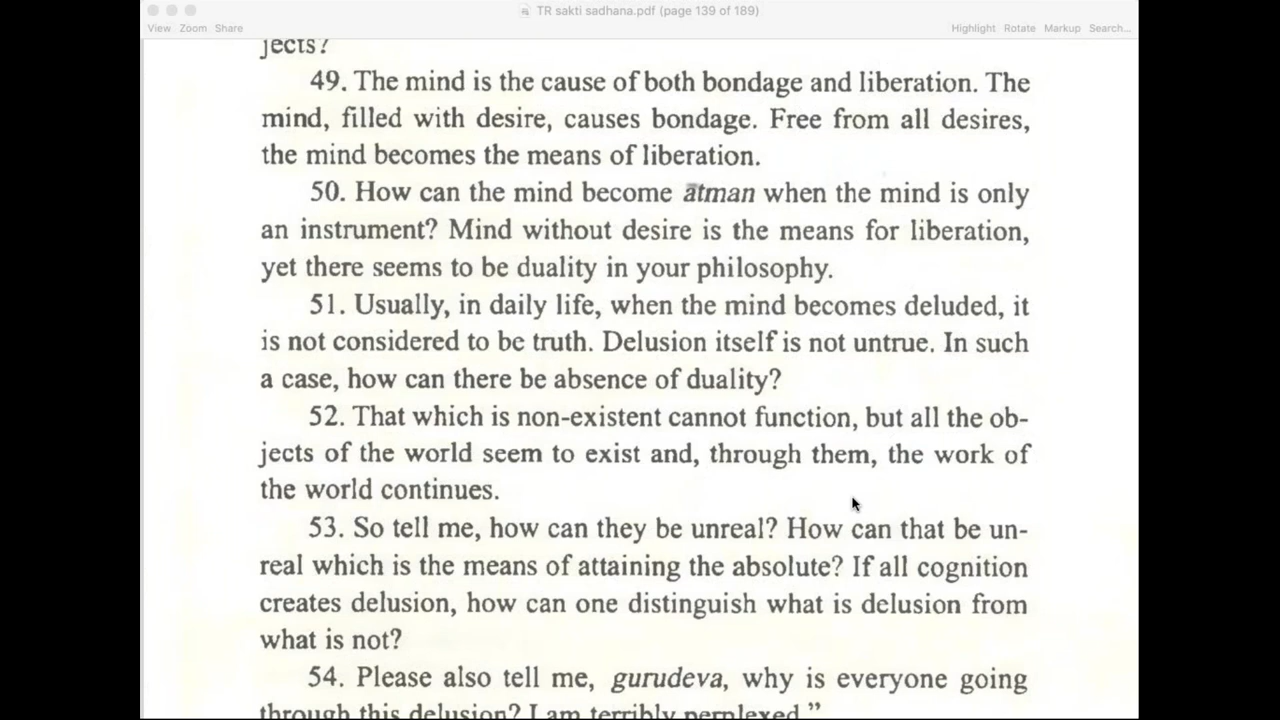 TR sakti sadhana.pdf (page 139 of 189)
View Zoom Share Highlight Rotate Markup Search...
jects?
49. The mind is the cause of both bondage and liberation. The
mind, filled with desire, causes bondage. Free from all desires,
the mind becomes the means of liberation.
50. How can the mind become ātman when the mind is only
an instrument? Mind without desire is the means for liberation,
yet there seems to be duality in your philosophy.
51. Usually, in daily life, when the mind becomes deluded, it
is not considered to be truth. Delusion itself is not untrue. In such
a case, how can there be absence of duality?
52. That which is non-existent cannot function, but all the ob-
jects of the world seem to exist and, through them, the work of
the world continues.
53. So tell me, how can they be unreal? How can that be un-
real which is the means of attaining the absolute? If all cognition
creates delusion, how can one distinguish what is delusion from
what is not?
54. Please also tell me, gurudeva, why is everyone going
through this delusion? I am terribly perplexed."